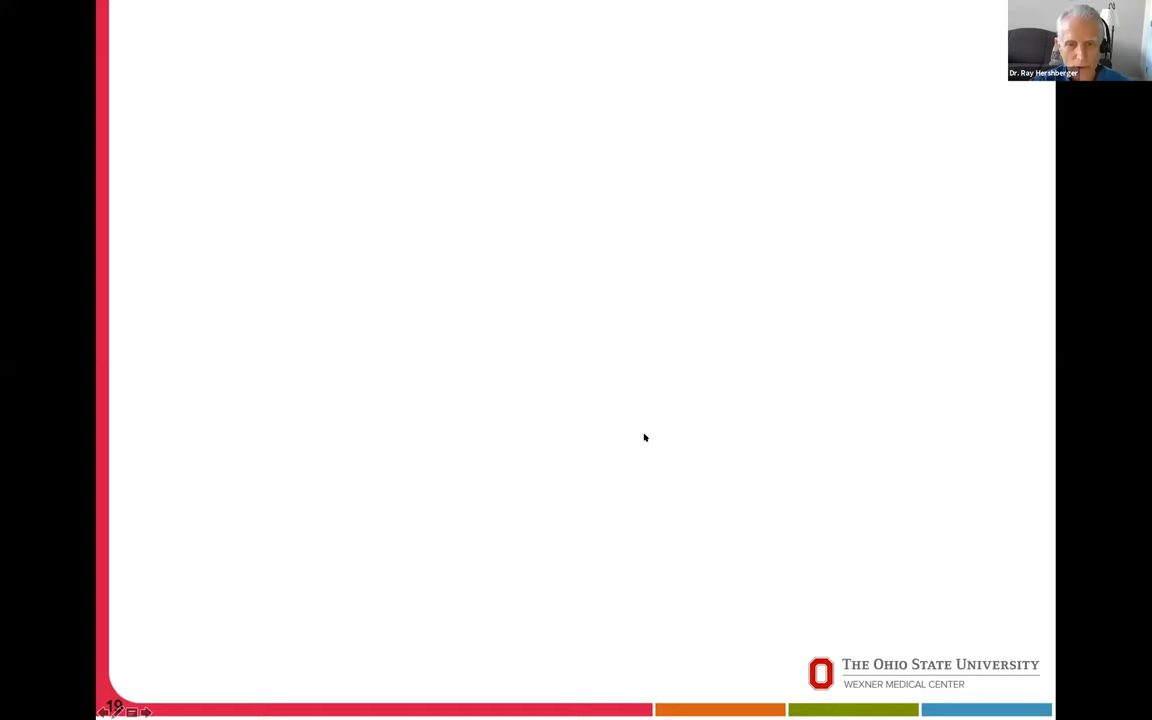 Dr. Ray Hershberger
THE OHIO STATE UNIVERSITY
WEXNER MEDICAL CENTER
19